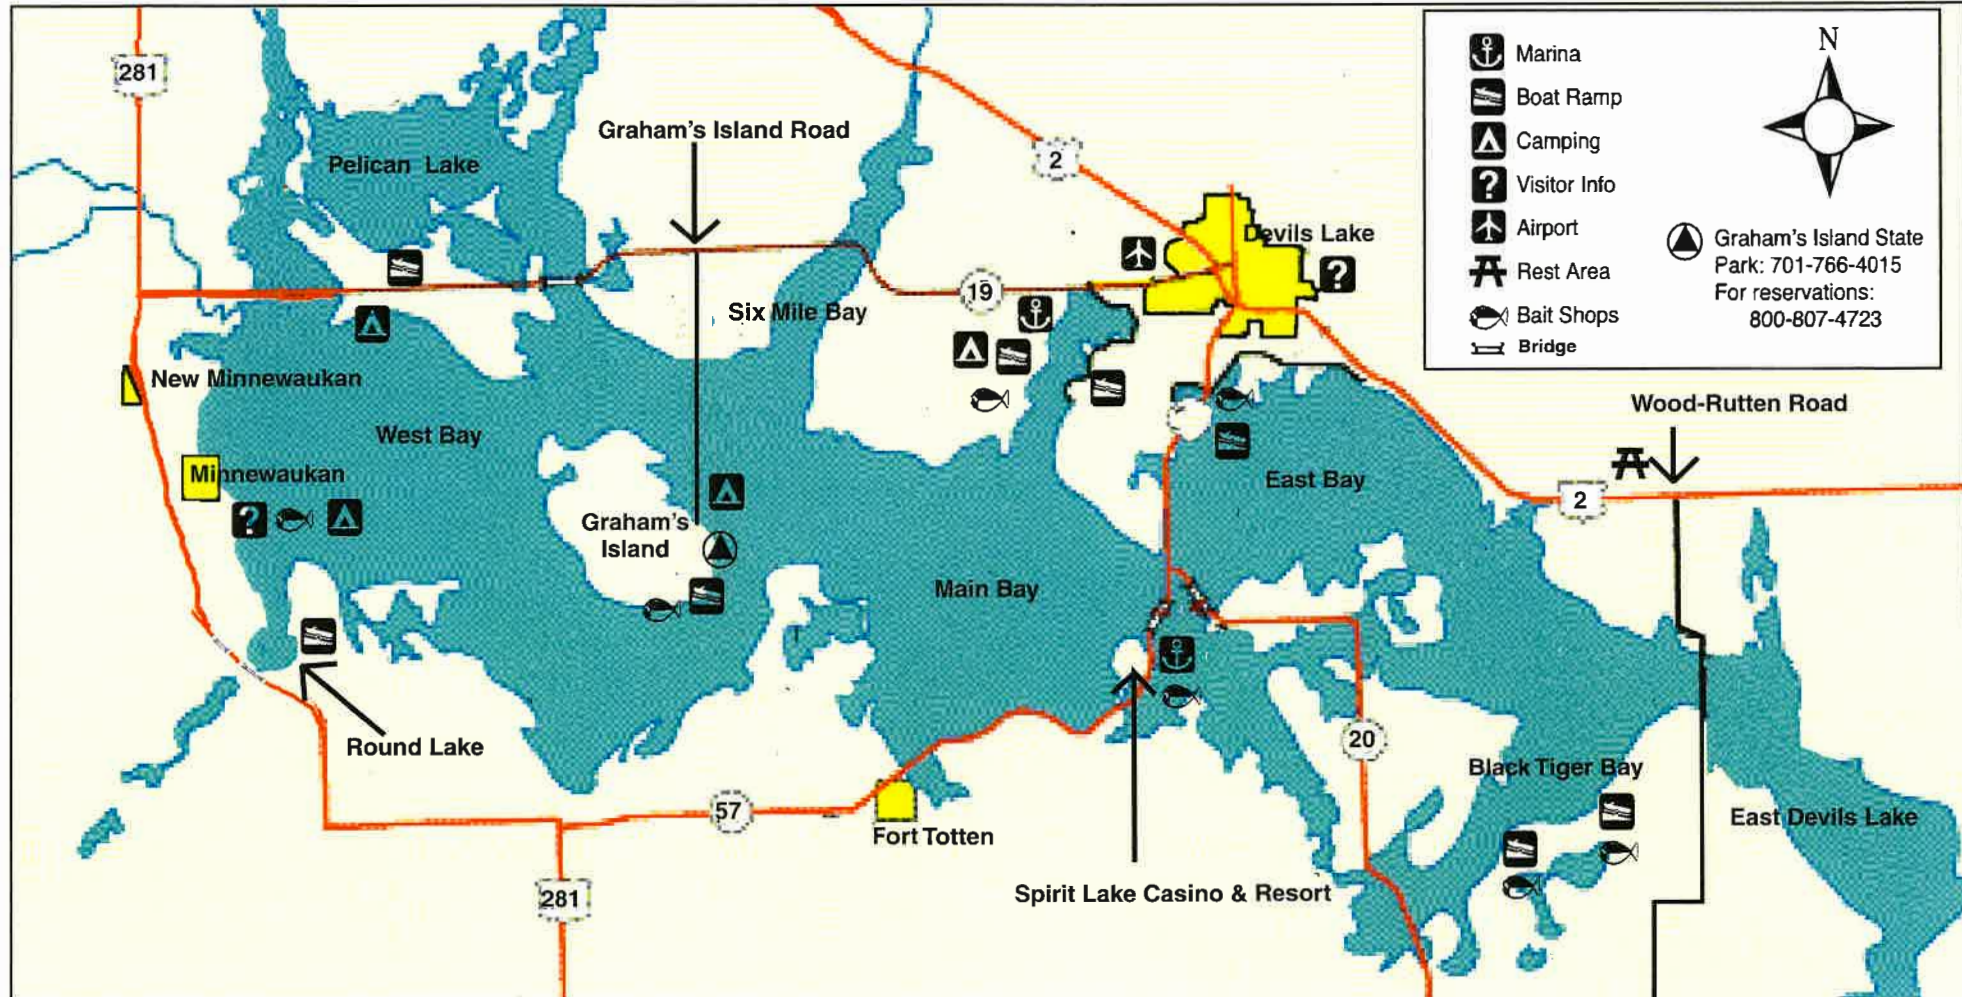 281
Graham's Island Road
Pelican Lake
2
Devils Lake
19
Six Mile Bay
New Minnewaukan
West Bay
Minnewaukan
East Bay
Graham's
Island
Main Bay
2
Wood-Rutten Road
Round Lake
20
Black Tiger Bay
57
Fort Totten
East Devils Lake
281
Spirit Lake Casino & Resort
Marina
Boat Ramp
Camping
? Visitor Info
Airport
Rest Area
Bait Shops
Bridge
N
Graham's Island State
Park: 701-766-4015
For reservations:
800-807-4723
?
?